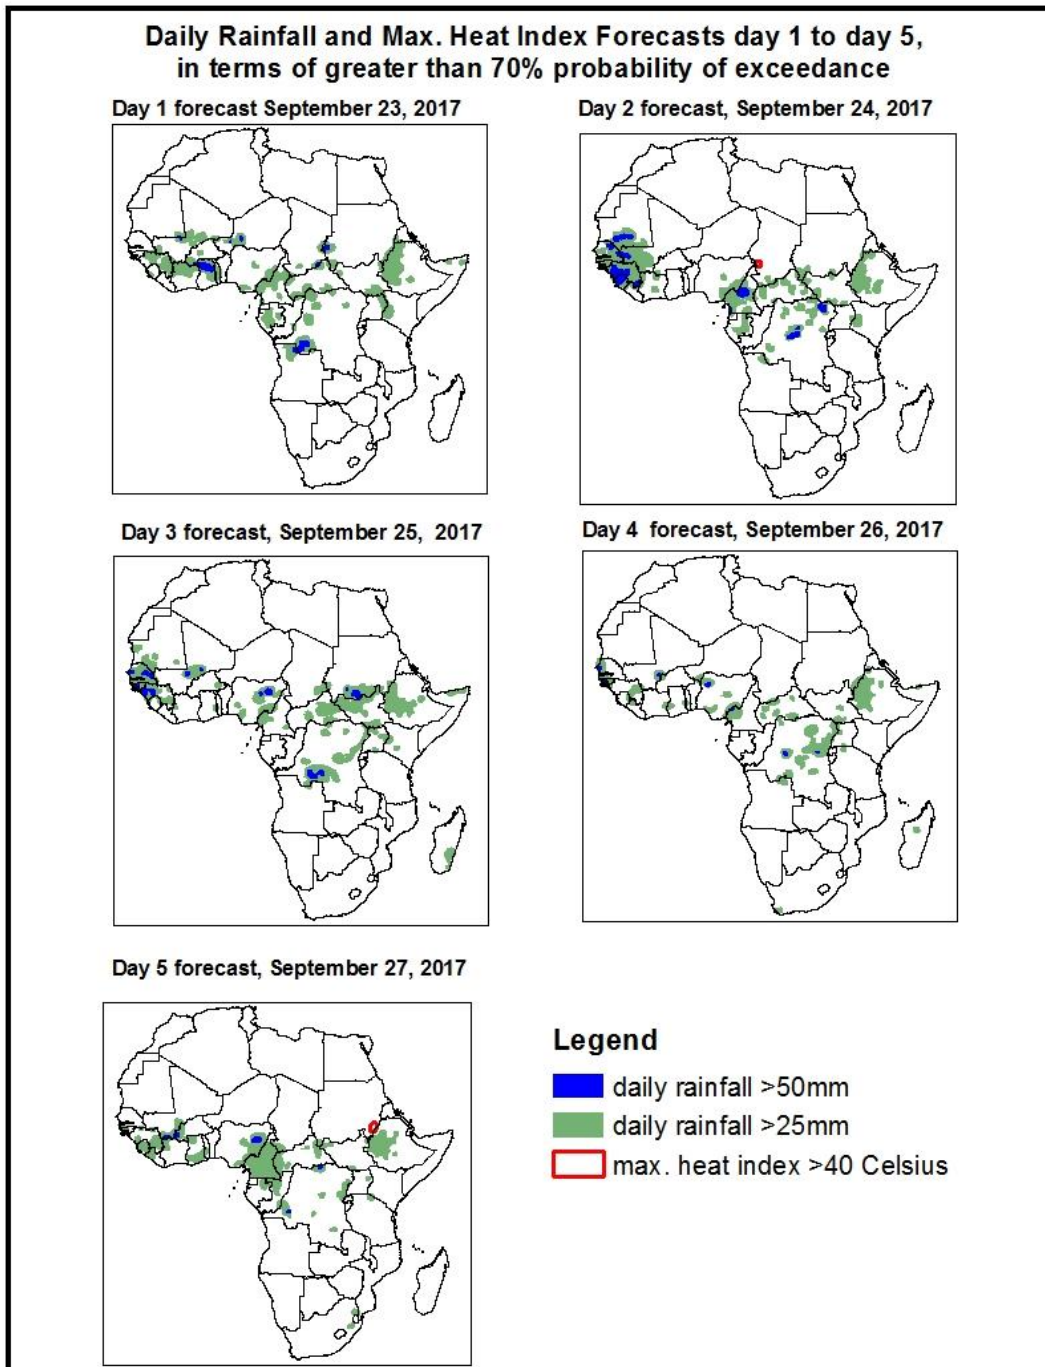 Daily Rainfall and Max. Heat Index Forecasts day 1 to day 5,
in terms of greater than 70% probability of exceedance
Day 1 forecast September 23, 2017
Day 2 forecast, September 24, 2017
Day 3 forecast, September 25, 2017
Day 4 forecast, September 26, 2017
Day 5 forecast, September 27, 2017
Legend
daily rainfall >50mm
daily rainfall >25mm
max. heat index >40 Celsius